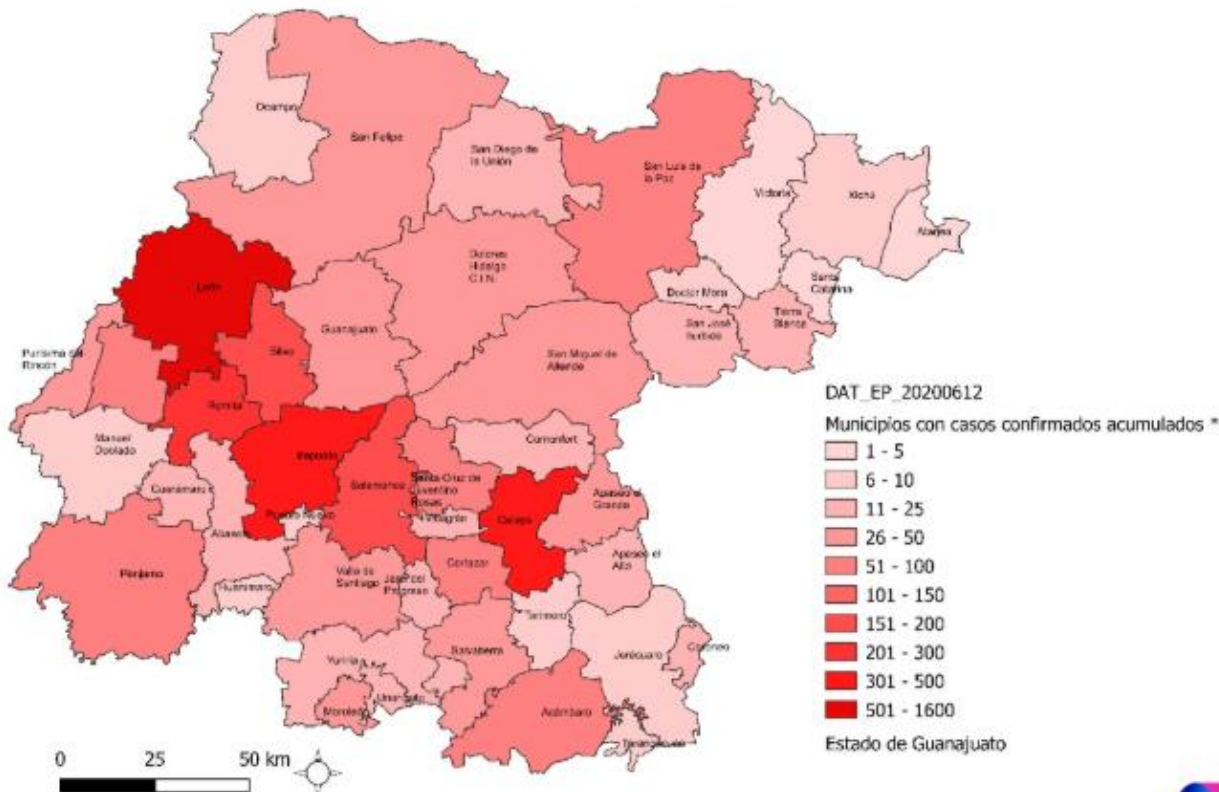 Ocampo
San Felipe
San Diego de
la Unión
San Luis de
la Paz
Victoria
Xichú
Atarjea
León
Dolores
Hidalgo
C.I.N.
Doctor Mora
Santa
Catarina
Guanajuato
San José
Iturbide
Tierra
Blanca
Purísima del
Rincón
Silao
San Miguel de
Allende
Romita
Manuel
Doblado
Comonfort
Irapuato
Salamanca
Santa Cruz de
Juventino
Rosas
Cuerámaro
Apaseo el
Grande
Pueblo Nuevo
Villagrán
Celaya
Abasolo
Apaseo el
Alto
Pénjamo
Valle de
Santiago
Cortazar
Huanímaro
Jaral del
Progreso
Tarimoro
Jerécuaro
Coroneo
Yuriria
Salvatierra
Uriangato
Moroleón
Acámbaro
Tarandacuao
DAT_EP_20200612
Municipios con casos confirmados acumulados *
1 - 5
6 - 10
11 - 25
26 - 50
51 - 100
101 - 150
151 - 200
201 - 300
301 - 500
501 - 1600
Estado de Guanajuato
0 25 50 km